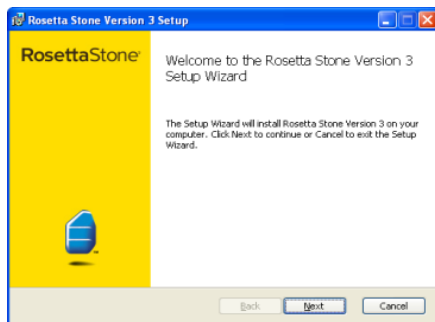 Rosetta Stone Version 3 Setup
RosettaStone
Welcome to the Rosetta Stone Version 3
Setup Wizard
The Setup Wizard will install Rosetta Stone Version 3 on your
computer. Click Next to continue or Cancel to exit the Setup
Wizard.
Back Next Cancel